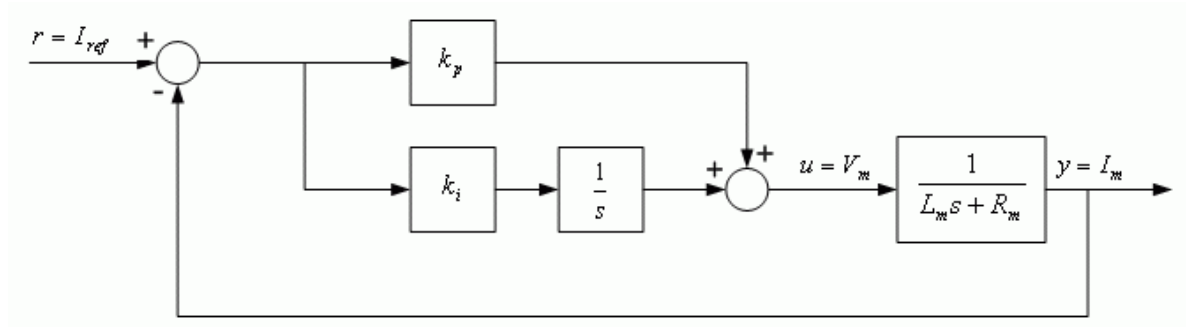 r = I_ref
+
-
k_p
k_i
1
s
+
+
u = V_m
1
L_m s + R_m
y = I_m